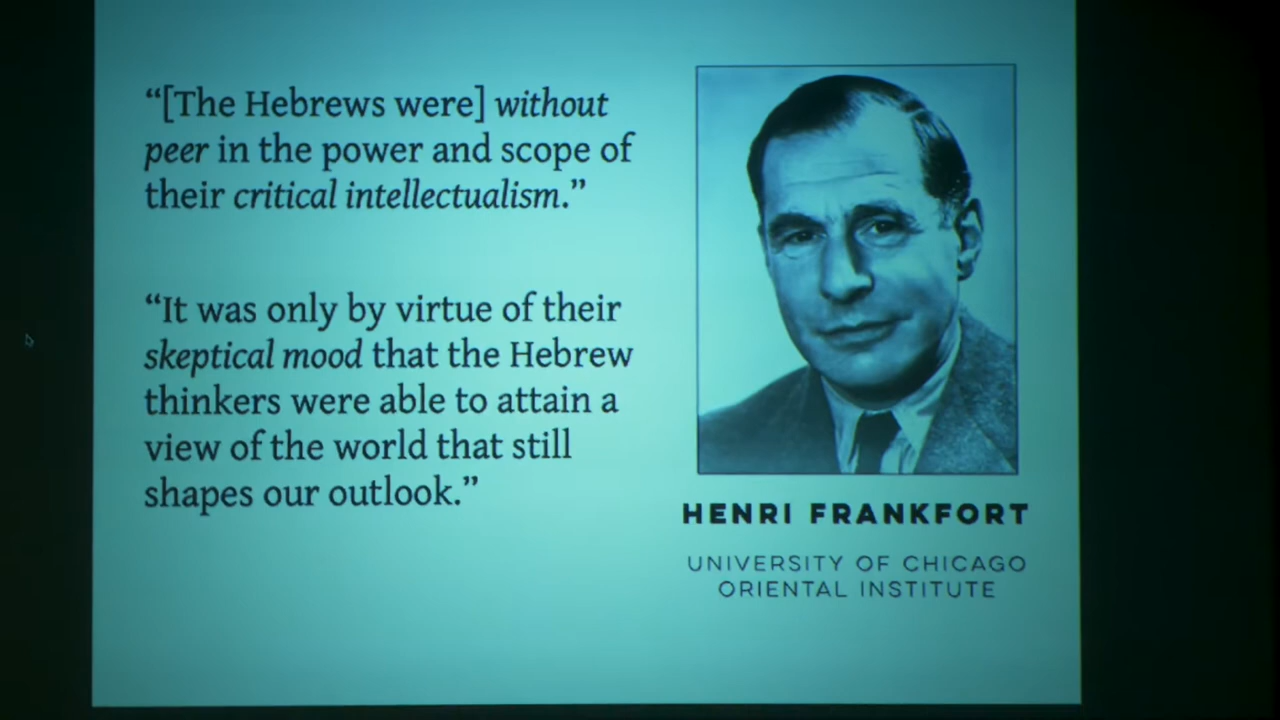 “[The Hebrews were] without
peer in the power and scope of
their critical intellectualism.”
“It was only by virtue of their
skeptical mood that the Hebrew
thinkers were able to attain a
view of the world that still
shapes our outlook.”
HENRI FRANKFORT
UNIVERSITY OF CHICAGO
ORIENTAL INSTITUTE